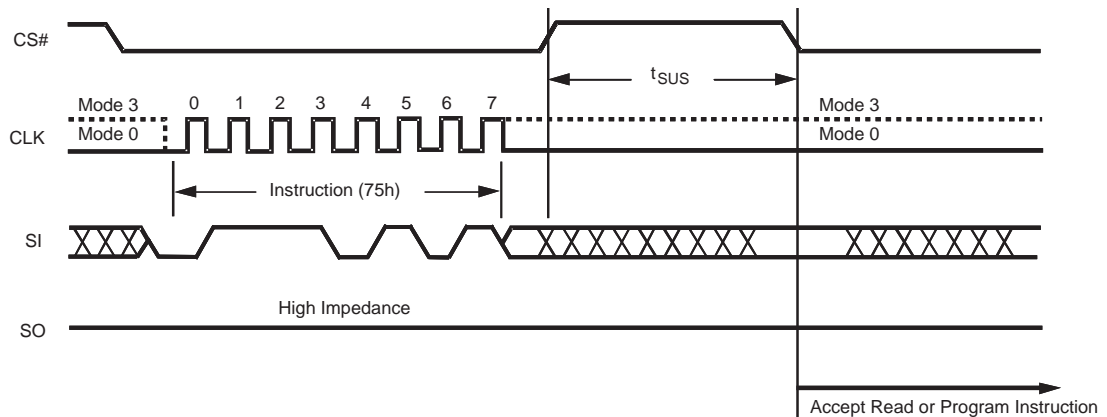 CS#
tSUS
Mode 3 0 1 2 3 4 5 6 7 Mode 3
CLK Mode 0 Mode 0
Instruction (75h)
SI
High Impedance
SO
Accept Read or Program Instruction